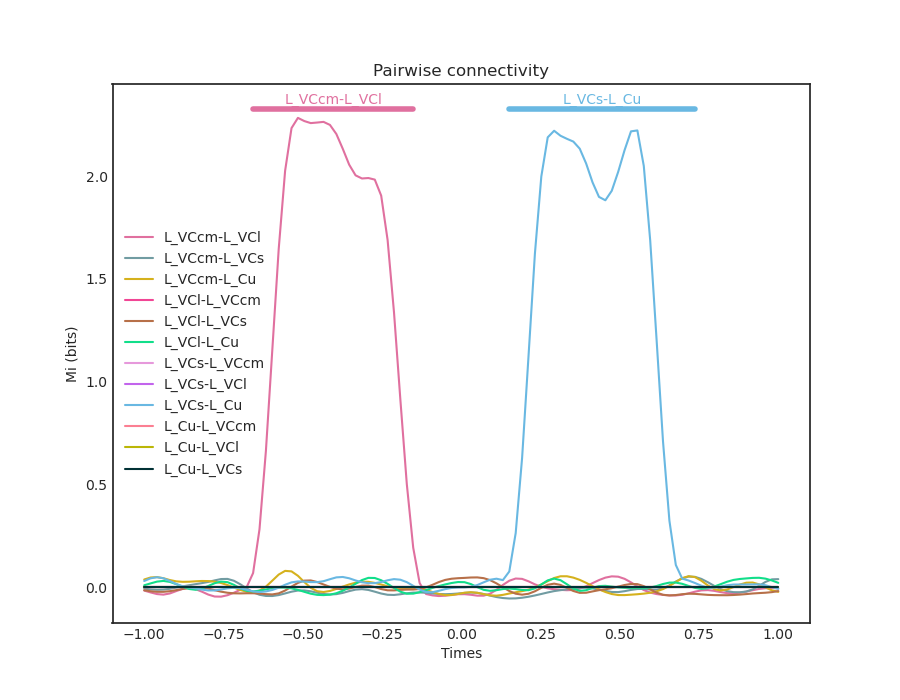 Pairwise connectivity
L_VCcm-L_VCl
L_VCs-L_Cu
2.0
1.5
1.0
0.5
0.0
Mi (bits)
L_VCcm-L_VCl
L_VCcm-L_VCs
L_VCcm-L_Cu
L_VCl-L_VCcm
L_VCl-L_VCs
L_VCl-L_Cu
L_VCs-L_VCcm
L_VCs-L_VCl
L_VCs-L_Cu
L_Cu-L_VCcm
L_Cu-L_VCl
L_Cu-L_VCs
−1.00 −0.75 −0.50 −0.25 0.00 0.25 0.50 0.75 1.00
Times